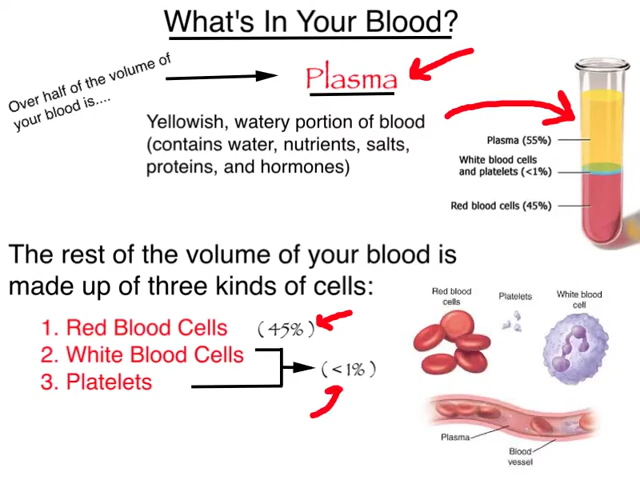 What's In Your Blood?
Over half of the volume of
your blood is....
Plasma
Yellowish, watery portion of blood
(contains water, nutrients, salts,
proteins, and hormones)
Plasma (55%)
White blood cells
and platelets (<1%)
Red blood cells (45%)
The rest of the volume of your blood is
made up of three kinds of cells:
1. Red Blood Cells (45%)
2. White Blood Cells
3. Platelets
(<1%)
Red blood
cells
Platelets
White blood
cell
Plasma
Blood
vessel